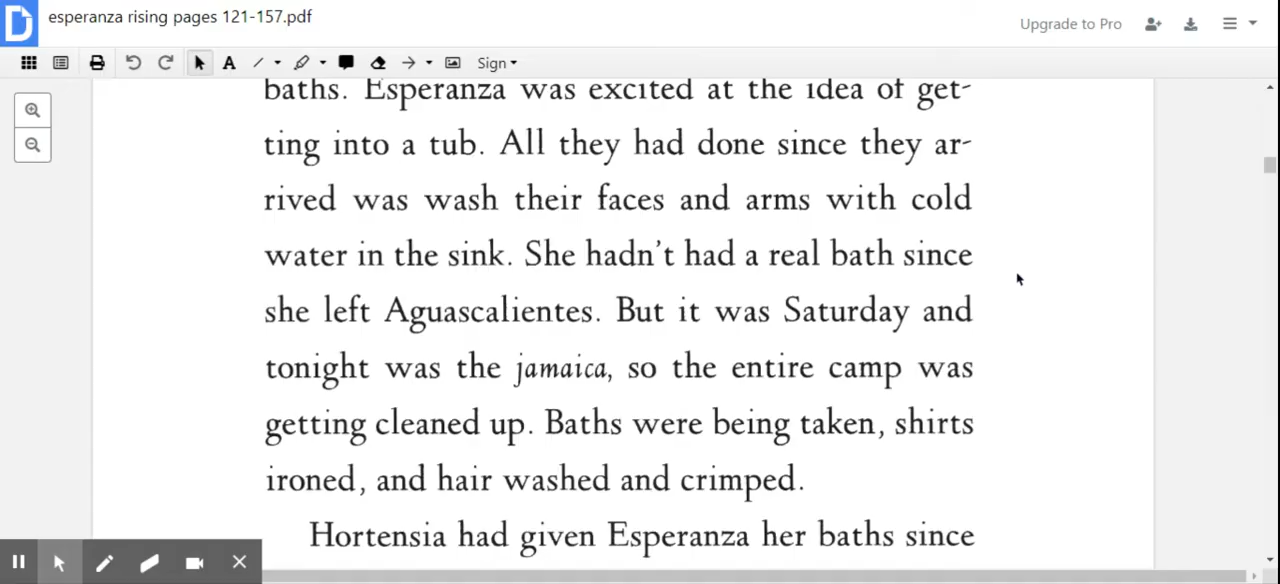 esperanza rising pages 121-157.pdf
Upgrade to Pro
A
Sign
baths. Esperanza was excited at the idea of get-
ting into a tub. All they had done since they ar-
rived was wash their faces and arms with cold
water in the sink. She hadn't had a real bath since
she left Aguascalientes. But it was Saturday and
tonight was the jamaica, so the entire camp was
getting cleaned up. Baths were being taken, shirts
ironed, and hair washed and crimped.
Hortensia had given Esperanza her baths since